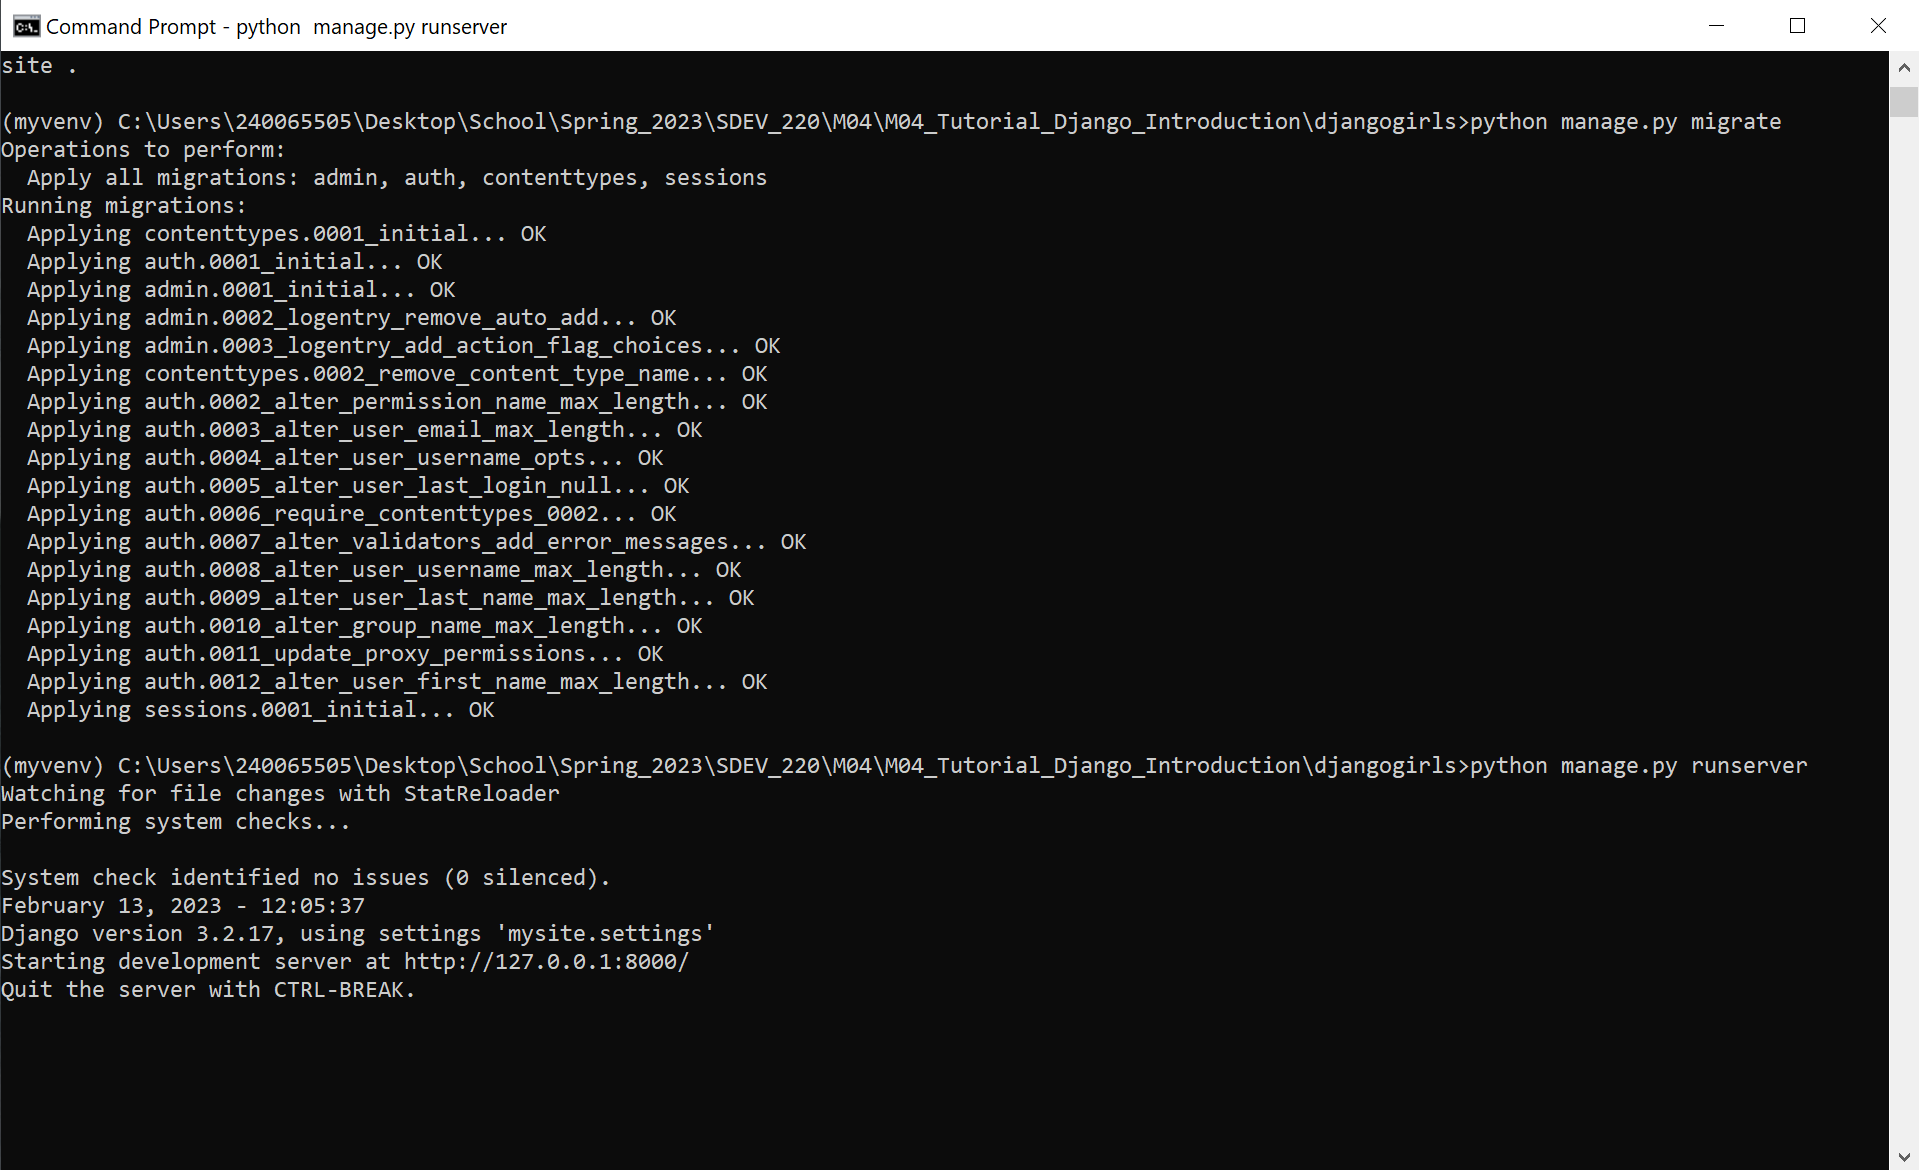 Command Prompt - python  manage.py runserver
site .
(myvenv) C:\Users\240065505\Desktop\School\Spring_2023\SDEV_220\M04\M04_Tutorial_Django_Introduction\djangogirls>python manage.py migrate
Operations to perform:
  Apply all migrations: admin, auth, contenttypes, sessions
Running migrations:
  Applying contenttypes.0001_initial... OK
  Applying auth.0001_initial... OK
  Applying admin.0001_initial... OK
  Applying admin.0002_logentry_remove_auto_add... OK
  Applying admin.0003_logentry_add_action_flag_choices... OK
  Applying contenttypes.0002_remove_content_type_name... OK
  Applying auth.0002_alter_permission_name_max_length... OK
  Applying auth.0003_alter_user_email_max_length... OK
  Applying auth.0004_alter_user_username_opts... OK
  Applying auth.0005_alter_user_last_login_null... OK
  Applying auth.0006_require_contenttypes_0002... OK
  Applying auth.0007_alter_validators_add_error_messages... OK
  Applying auth.0008_alter_user_username_max_length... OK
  Applying auth.0009_alter_user_last_name_max_length... OK
  Applying auth.0010_alter_group_name_max_length... OK
  Applying auth.0011_update_proxy_permissions... OK
  Applying auth.0012_alter_user_first_name_max_length... OK
  Applying sessions.0001_initial... OK
(myvenv) C:\Users\240065505\Desktop\School\Spring_2023\SDEV_220\M04\M04_Tutorial_Django_Introduction\djangogirls>python manage.py runserver
Watching for file changes with StatReloader
Performing system checks...
System check identified no issues (0 silenced).
February 13, 2023 - 12:05:37
Django version 3.2.17, using settings 'mysite.settings'
Starting development server at http://127.0.0.1:8000/
Quit the server with CTRL-BREAK.